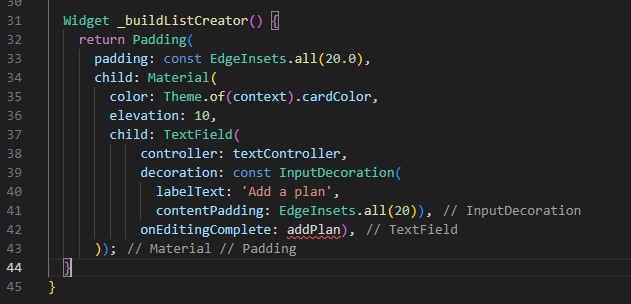 30
31 Widget _buildListCreator() {
32 return Padding(
33 padding: const EdgeInsets.all(20.0),
34 child: Material(
35 color: Theme.of(context).cardColor,
36 elevation: 10,
37 child: TextField(
38 controller: textController,
39 decoration: const InputDecoration(
40 labelText: 'Add a plan',
41 contentPadding: EdgeInsets.all(20)), // InputDecoration
42 onEditingComplete: addPlan), // TextField
43 )); // Material // Padding
44 }
45 }